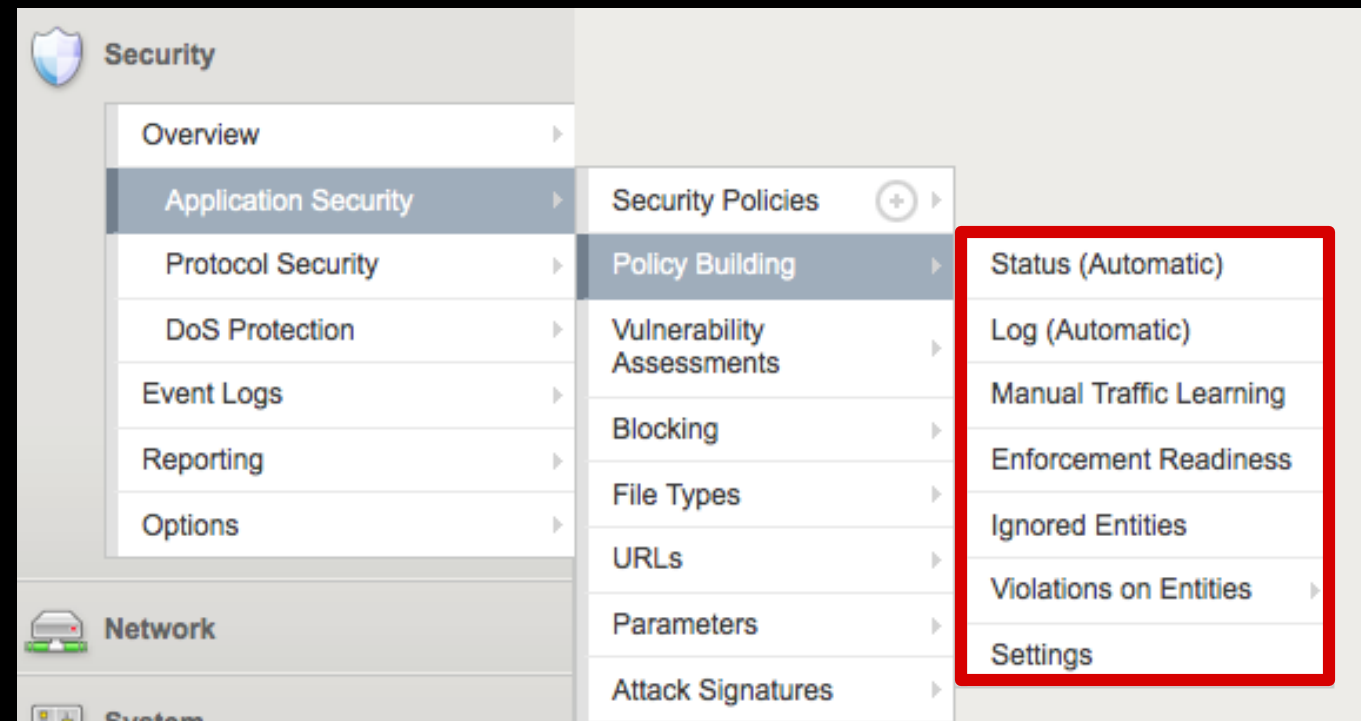 Security
Overview
Application Security
Protocol Security
DoS Protection
Event Logs
Reporting
Options
Network
System
Security Policies
Policy Building
Vulnerability
Assessments
Blocking
File Types
URLs
Parameters
Attack Signatures
Status (Automatic)
Log (Automatic)
Manual Traffic Learning
Enforcement Readiness
Ignored Entities
Violations on Entities
Settings